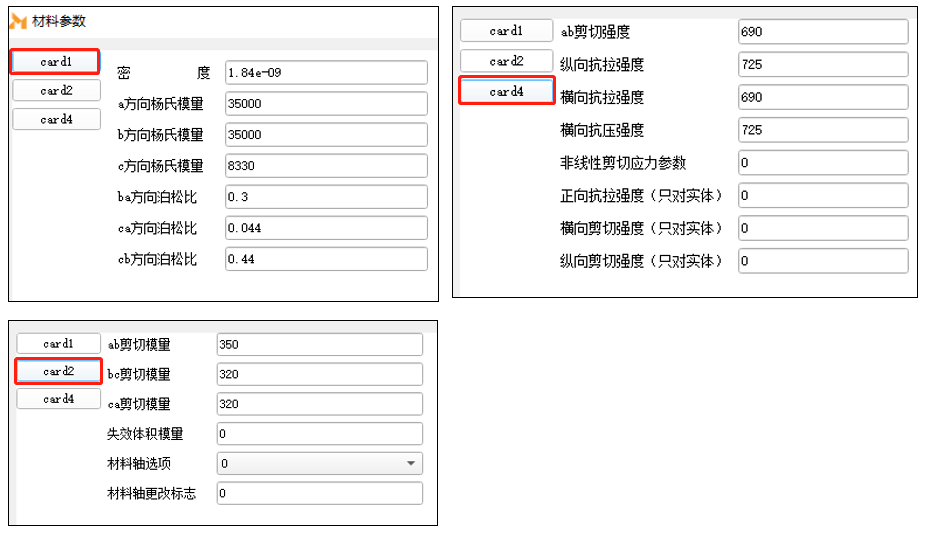 材料参数
card1
card2
card4
密 度 1.84e-09
a方向杨氏模量 35000
b方向杨氏模量 35000
c方向杨氏模量 8330
ba方向泊松比 0.3
ca方向泊松比 0.044
cb方向泊松比 0.44
card1
card2
card4
ab剪切强度 690
纵向抗拉强度 725
横向抗拉强度 690
横向抗压强度 725
非线性剪切应力参数 0
正向抗拉强度（只对实体） 0
横向剪切强度（只对实体） 0
纵向剪切强度（只对实体） 0
card1
card2
card4
ab剪切模量 350
bc剪切模量 320
ca剪切模量 320
失效体积模量 0
材料轴选项 0
材料轴更改标志 0